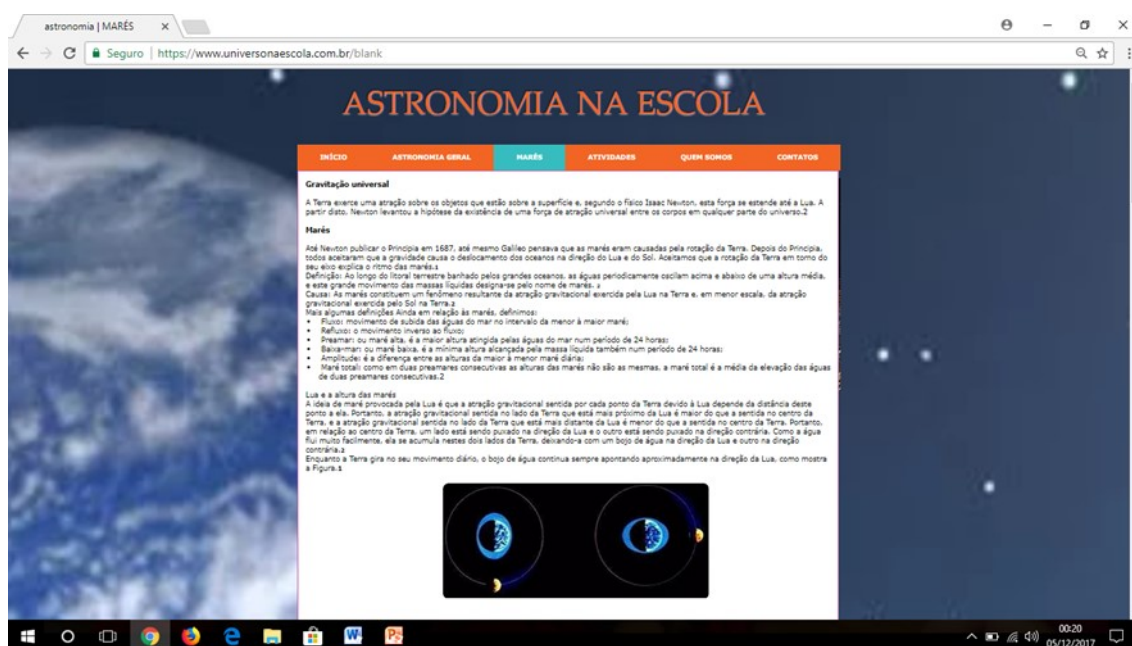 astronomia | MARÉS
Seguro | https://www.universonaescola.com.br/blank
ASTRONOMIA NA ESCOLA
INÍCIO ASTRONOMIA GERAL MARÉS ATIVIDADES QUEM SOMOS CONTATOS
Gravitação universal
A Terra exerce uma atração sobre os objetos que estão sobre a superfície e, segundo o físico Isaac Newton, esta força se estende até a Lua. A
partir disto, Newton levantou a hipótese da existência de uma força de atração universal entre os corpos em qualquer parte do universo.2
Marés
Até Newton publicar o Principia em 1687, até mesmo Galileo pensava que as marés eram causadas pela rotação da Terra. Depois do Principia,
todos aceitaram que a gravidade causa o deslocamento dos oceanos na direção do Lua e do Sol. Aceitamos que a rotação da Terra em torno do
seu eixo explica o ritmo das marés.1
Definição: Ao longo do litoral terrestre banhado pelos grandes oceanos, as águas periodicamente oscilam acima e abaixo de uma altura média,
e este grande movimento das massas líquidas designa-se pelo nome de marés. 2
Causa: As marés constituem um fenômeno resultante da atração gravitacional exercida pela Lua na Terra e, em menor escala, da atração
gravitacional exercida pelo Sol na Terra.2
Mais algumas definições Ainda em relação às marés, definimos:
• Fluxo: movimento de subida das águas do mar no intervalo da menor à maior maré;
• Refluxo: o movimento inverso ao fluxo;
• Preamar: ou maré alta, é a maior altura atingida pelas águas do mar num período de 24 horas;
• Baixa-mar: ou maré baixa, é a mínima altura alcançada pela massa líquida também num período de 24 horas;
• Amplitude: é a diferença entre as alturas da maior à menor maré diária;
• Maré total: como em duas preamares consecutivas as alturas das marés não são as mesmas, a maré total é a média da elevação das águas
de duas preamares consecutivas.2
Lua e a altura das marés
A ideia de maré provocada pela Lua é que a atração gravitacional sentida por cada ponto da Terra devido à Lua depende da distância deste
ponto a ela. Portanto, a atração gravitacional sentida no lado da Terra que está mais próximo da Lua é maior do que a sentida no centro da
Terra, e a atração gravitacional sentida no lado da Terra que está mais distante da Lua é menor do que a sentida no centro da Terra. Portanto,
em relação ao centro da Terra, um lado está sendo puxado na direção da Lua e o outro está sendo puxado na direção contrária. Como a água
flui muito facilmente, ela se acumula nestes dois lados da Terra, deixando-a com um bojo de água na direção da Lua e outro na direção
contrária.2
Enquanto a Terra gira no seu movimento diário, o bojo de água continua sempre apontando aproximadamente na direção da Lua, como mostra
a Figura.1
00:20
05/12/2017